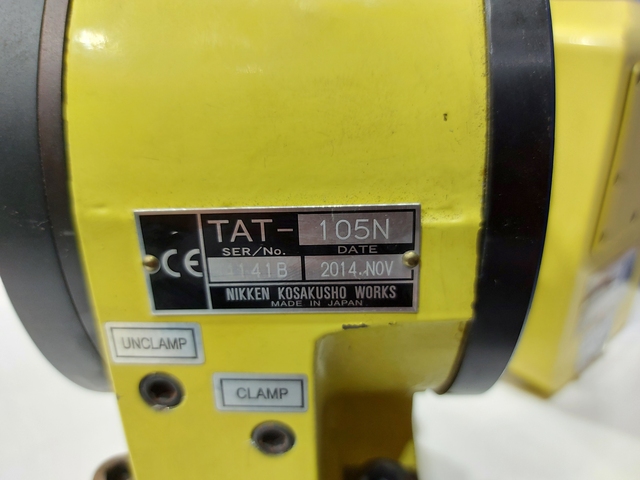 TAT- 105N
SER/No. DATE
CE 2014.NOV
NIKKEN KOSAKUSHO WORKS
MADE IN JAPAN
UNCLAMP
CLAMP